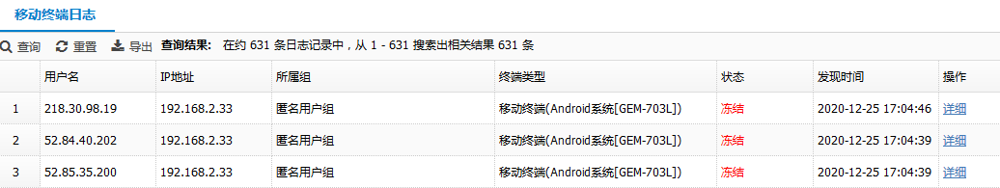 移动终端日志
查询 重置 导出 查询结果: 在约 631 条日志记录中，从 1 - 631 搜索出相关结果 631 条
用户名 IP地址 所属组 终端类型 状态 发现时间 操作
1 218.30.98.19 192.168.2.33 匿名用户组 移动终端(Android系统[GEM-703L]) 冻结 2020-12-25 17:04:46 详细
2 52.84.40.202 192.168.2.33 匿名用户组 移动终端(Android系统[GEM-703L]) 冻结 2020-12-25 17:04:39 详细
3 52.85.35.200 192.168.2.33 匿名用户组 移动终端(Android系统[GEM-703L]) 冻结 2020-12-25 17:04:39 详细